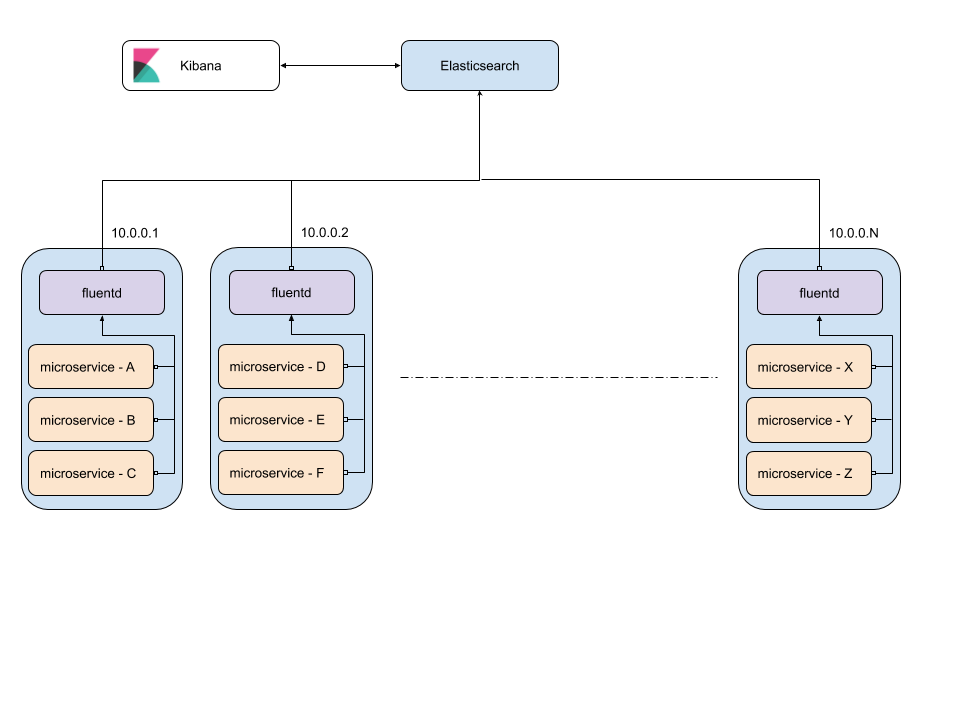 Kibana
Elasticsearch
10.0.0.1
10.0.0.2
10.0.0.N
fluentd
fluentd
fluentd
microservice - A
microservice - D
microservice - X
microservice - B
microservice - E
microservice - Y
microservice - C
microservice - F
microservice - Z